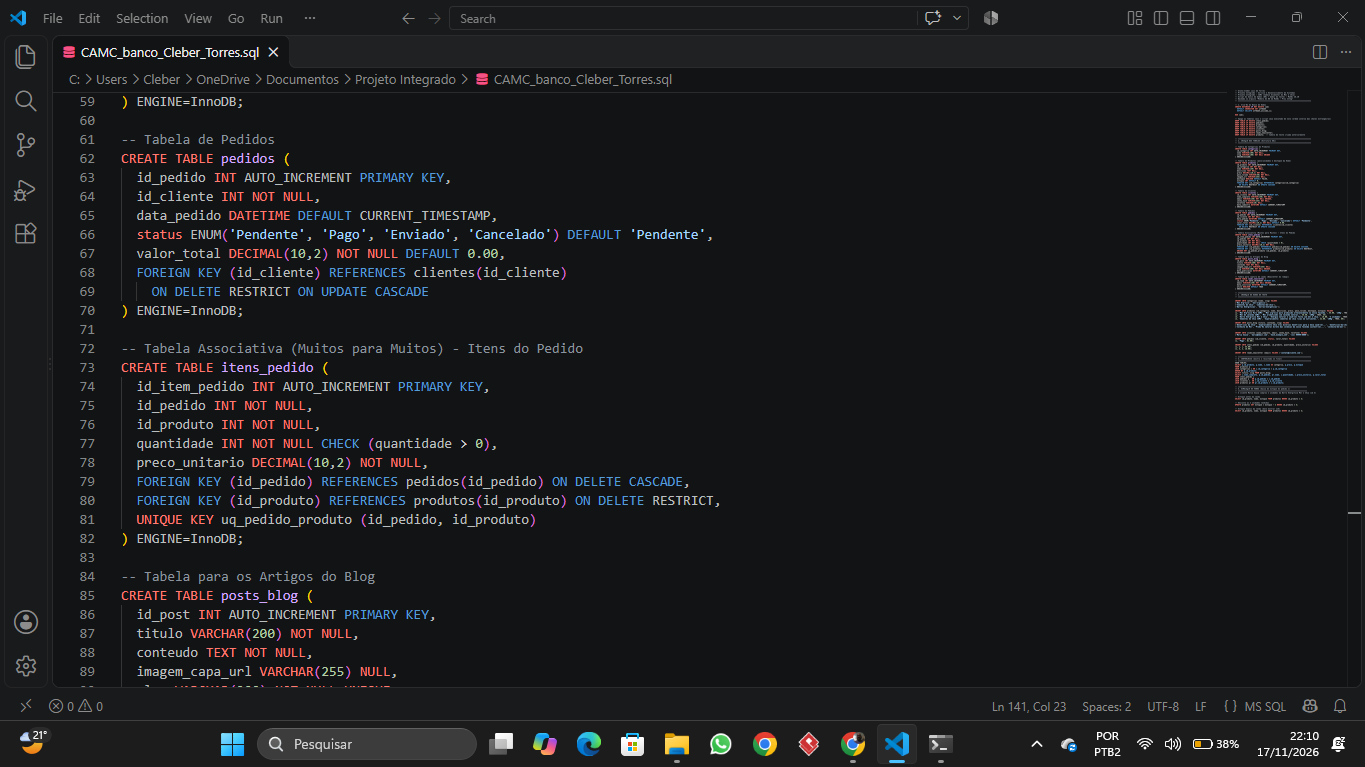 File Edit Selection View Go Run ··· Search
CAMC_banco_Cleber_Torres.sql
C: > Users > Cleber > OneDrive > Documentos > Projeto Integrado > CAMC_banco_Cleber_Torres.sql
59 ) ENGINE=InnoDB;
60
61 -- Tabela de Pedidos
62 CREATE TABLE pedidos (
63 id_pedido INT AUTO_INCREMENT PRIMARY KEY,
64 id_cliente INT NOT NULL,
65 data_pedido DATETIME DEFAULT CURRENT_TIMESTAMP,
66 status ENUM('Pendente', 'Pago', 'Enviado', 'Cancelado') DEFAULT 'Pendente',
67 valor_total DECIMAL(10,2) NOT NULL DEFAULT 0.00,
68 FOREIGN KEY (id_cliente) REFERENCES clientes(id_cliente)
69 ON DELETE RESTRICT ON UPDATE CASCADE
70 ) ENGINE=InnoDB;
71
72 -- Tabela Associativa (Muitos para Muitos) - Itens do Pedido
73 CREATE TABLE itens_pedido (
74 id_item_pedido INT AUTO_INCREMENT PRIMARY KEY,
75 id_pedido INT NOT NULL,
76 id_produto INT NOT NULL,
77 quantidade INT NOT NULL CHECK (quantidade > 0),
78 preco_unitario DECIMAL(10,2) NOT NULL,
79 FOREIGN KEY (id_pedido) REFERENCES pedidos(id_pedido) ON DELETE CASCADE,
80 FOREIGN KEY (id_produto) REFERENCES produtos(id_produto) ON DELETE RESTRICT,
81 UNIQUE KEY uq_pedido_produto (id_pedido, id_produto)
82 ) ENGINE=InnoDB;
83
84 -- Tabela para os Artigos do Blog
85 CREATE TABLE posts_blog (
86 id_post INT AUTO_INCREMENT PRIMARY KEY,
87 titulo VARCHAR(200) NOT NULL,
88 conteudo TEXT NOT NULL,
89 imagem_capa_url VARCHAR(255) NULL,
0 0 Ln 141, Col 23 Spaces: 2 UTF-8 LF { } MS SQL
21° Pesquisar POR 38% 22:10
PTB2 17/11/2026